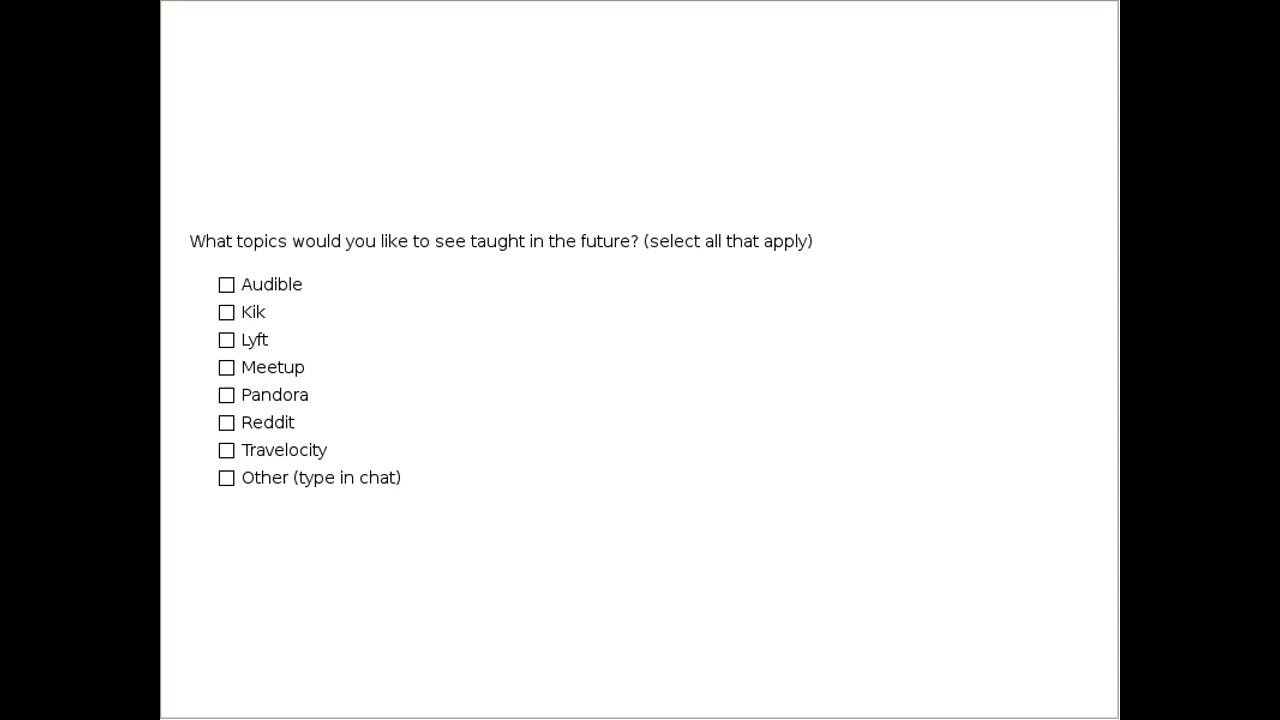 What topics would you like to see taught in the future? (select all that apply)
Audible
Kik
Lyft
Meetup
Pandora
Reddit
Travelocity
Other (type in chat)